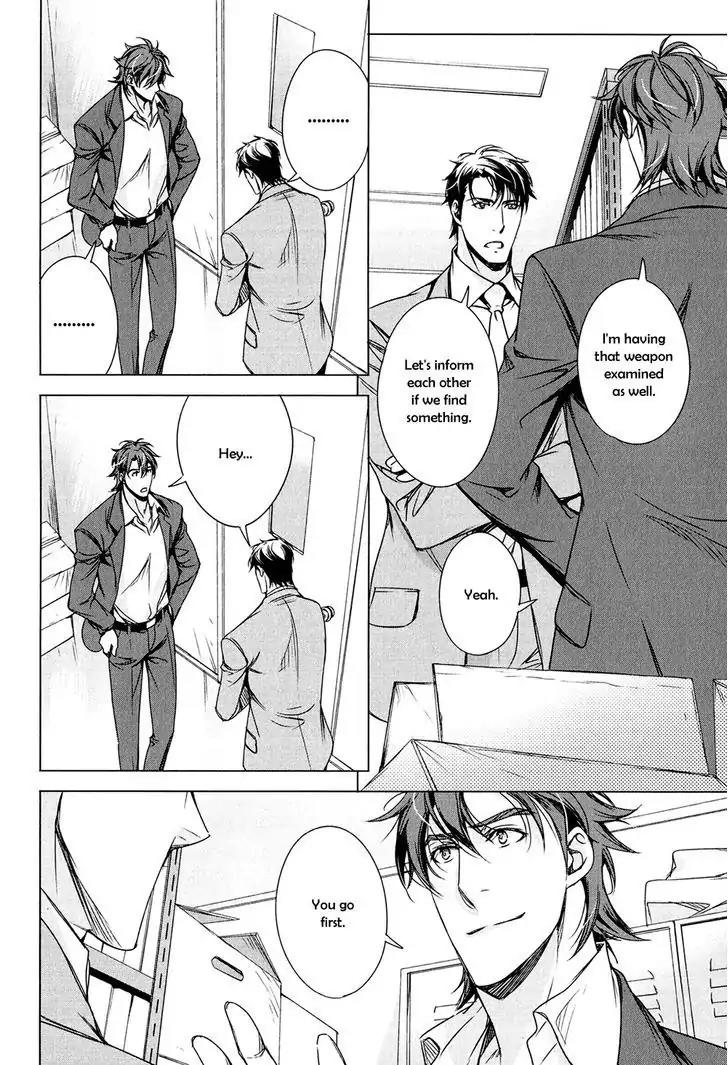 I'm having
that weapon
examined
as well.
Let's inform
each other
if we find
something.
Yeah.
..........
..........
Hey...
You go
first.